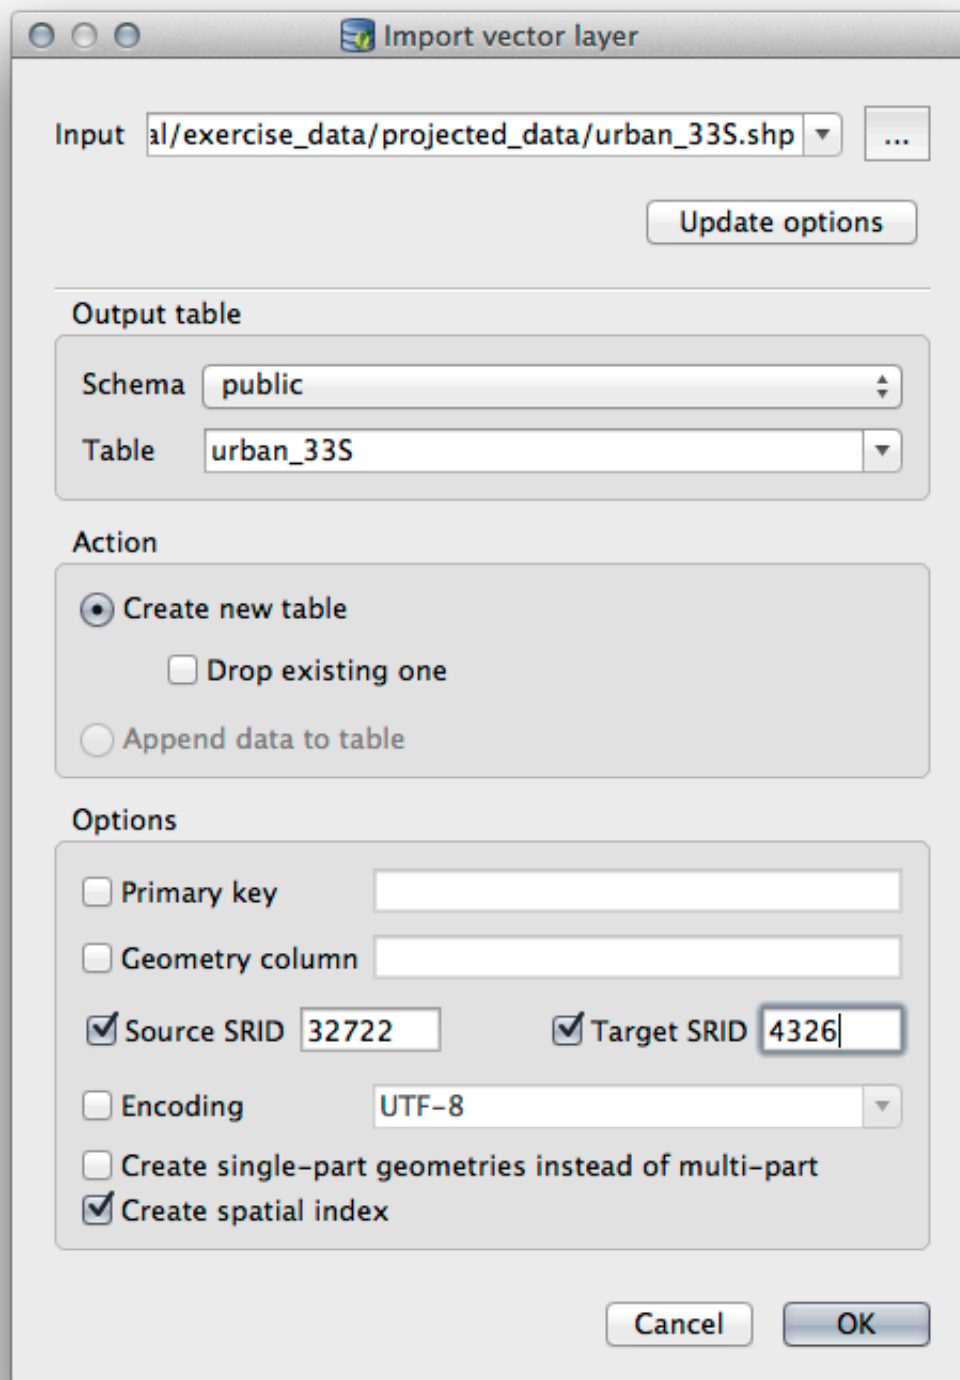 Import vector layer
Input al/exercise_data/projected_data/urban_33S.shp ...
Update options
Output table
Schema public
Table urban_33S
Action
Create new table
Drop existing one
Append data to table
Options
Primary key
Geometry column
Source SRID 32722 Target SRID 4326
Encoding UTF-8
Create single-part geometries instead of multi-part
Create spatial index
Cancel OK